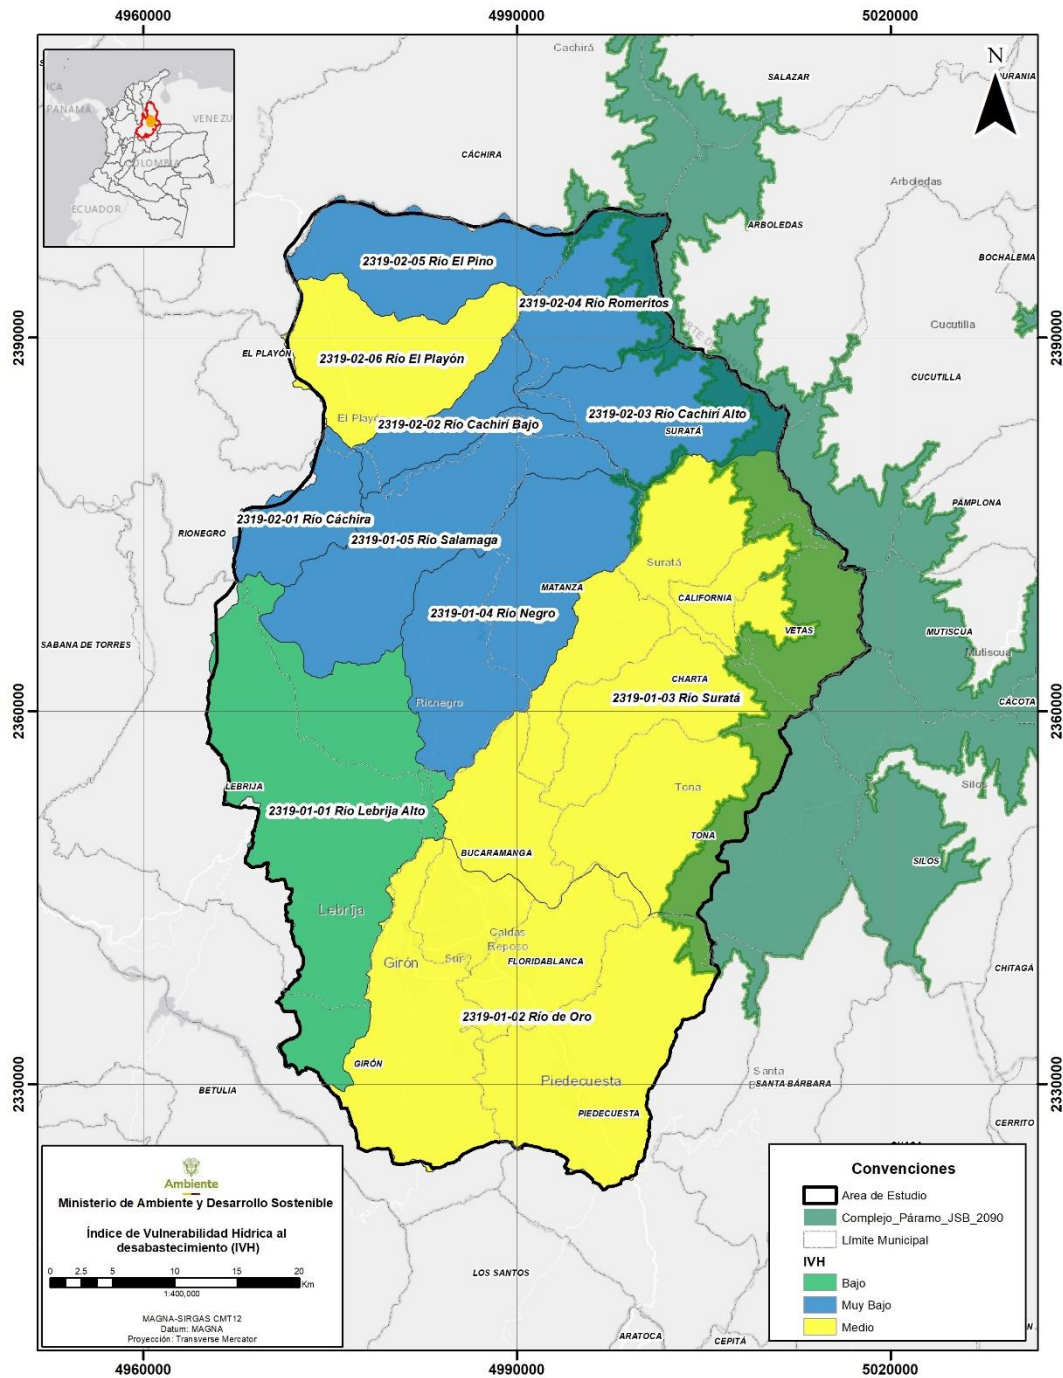 4960000
4990000
5020000
N
ICA
PANAMÁ
VENEZU
COLOMBIA
ECUADOR
Cachirá
SALAZAR
CÁCHIRA
Arboledas
ARBOLEDAS
BOCHALEMA
2319-02-05 Río El Pino
2319-02-04 Río Romeritos
2390000
2390000
Cucutilla
EL PLAYÓN
2319-02-06 Río El Playón
CUCUTILLA
El Playón
2319-02-03 Río Cachirí Alto
2319-02-02 Río Cachirí Bajo
SURATÁ
PAMPLONA
2319-02-01 Río Cáchira
RIONEGRO
2319-01-05 Río Salamaga
Suratá
MATANZA
CALIFORNIA
2319-01-04 Río Negro
VETAS
MUTISCUA
SABANA DE TORRES
Mutiscua
CHARTA
2319-01-03 Río Suratá
Rionegro
CÁCOTA
2360000
2360000
LEBRIJA
Tona
Silos
2319-01-01 Río Lebrija Alto
TONA
BUCARAMANGA
SILOS
Lebrija
Caldas
Reposo
Girón
Sur
FLORIDABLANCA
CHITAGÁ
2319-01-02 Río de Oro
GIRÓN
Piedecuesta
Santa
SANTA BÁRBARA
BETULIA
PIEDECUESTA
2330000
2330000
CERRITO
LOS SANTOS
ARATOCA
CEPITÁ
Ambiente
Ministerio de Ambiente y Desarrollo Sostenible
Índice de Vulnerabilidad Hídrica al
desabastecimiento (IVH)
0 2.5 5 10 15 20
Km
1:400,000
MAGNA-SIRGAS CMT12
Datum: MAGNA
Proyección: Transverse Mercator
Convenciones
Area de Estudio
Complejo_Páramo_JSB_2090
Límite Municipal
IVH
Bajo
Muy Bajo
Medio
4960000
4990000
5020000